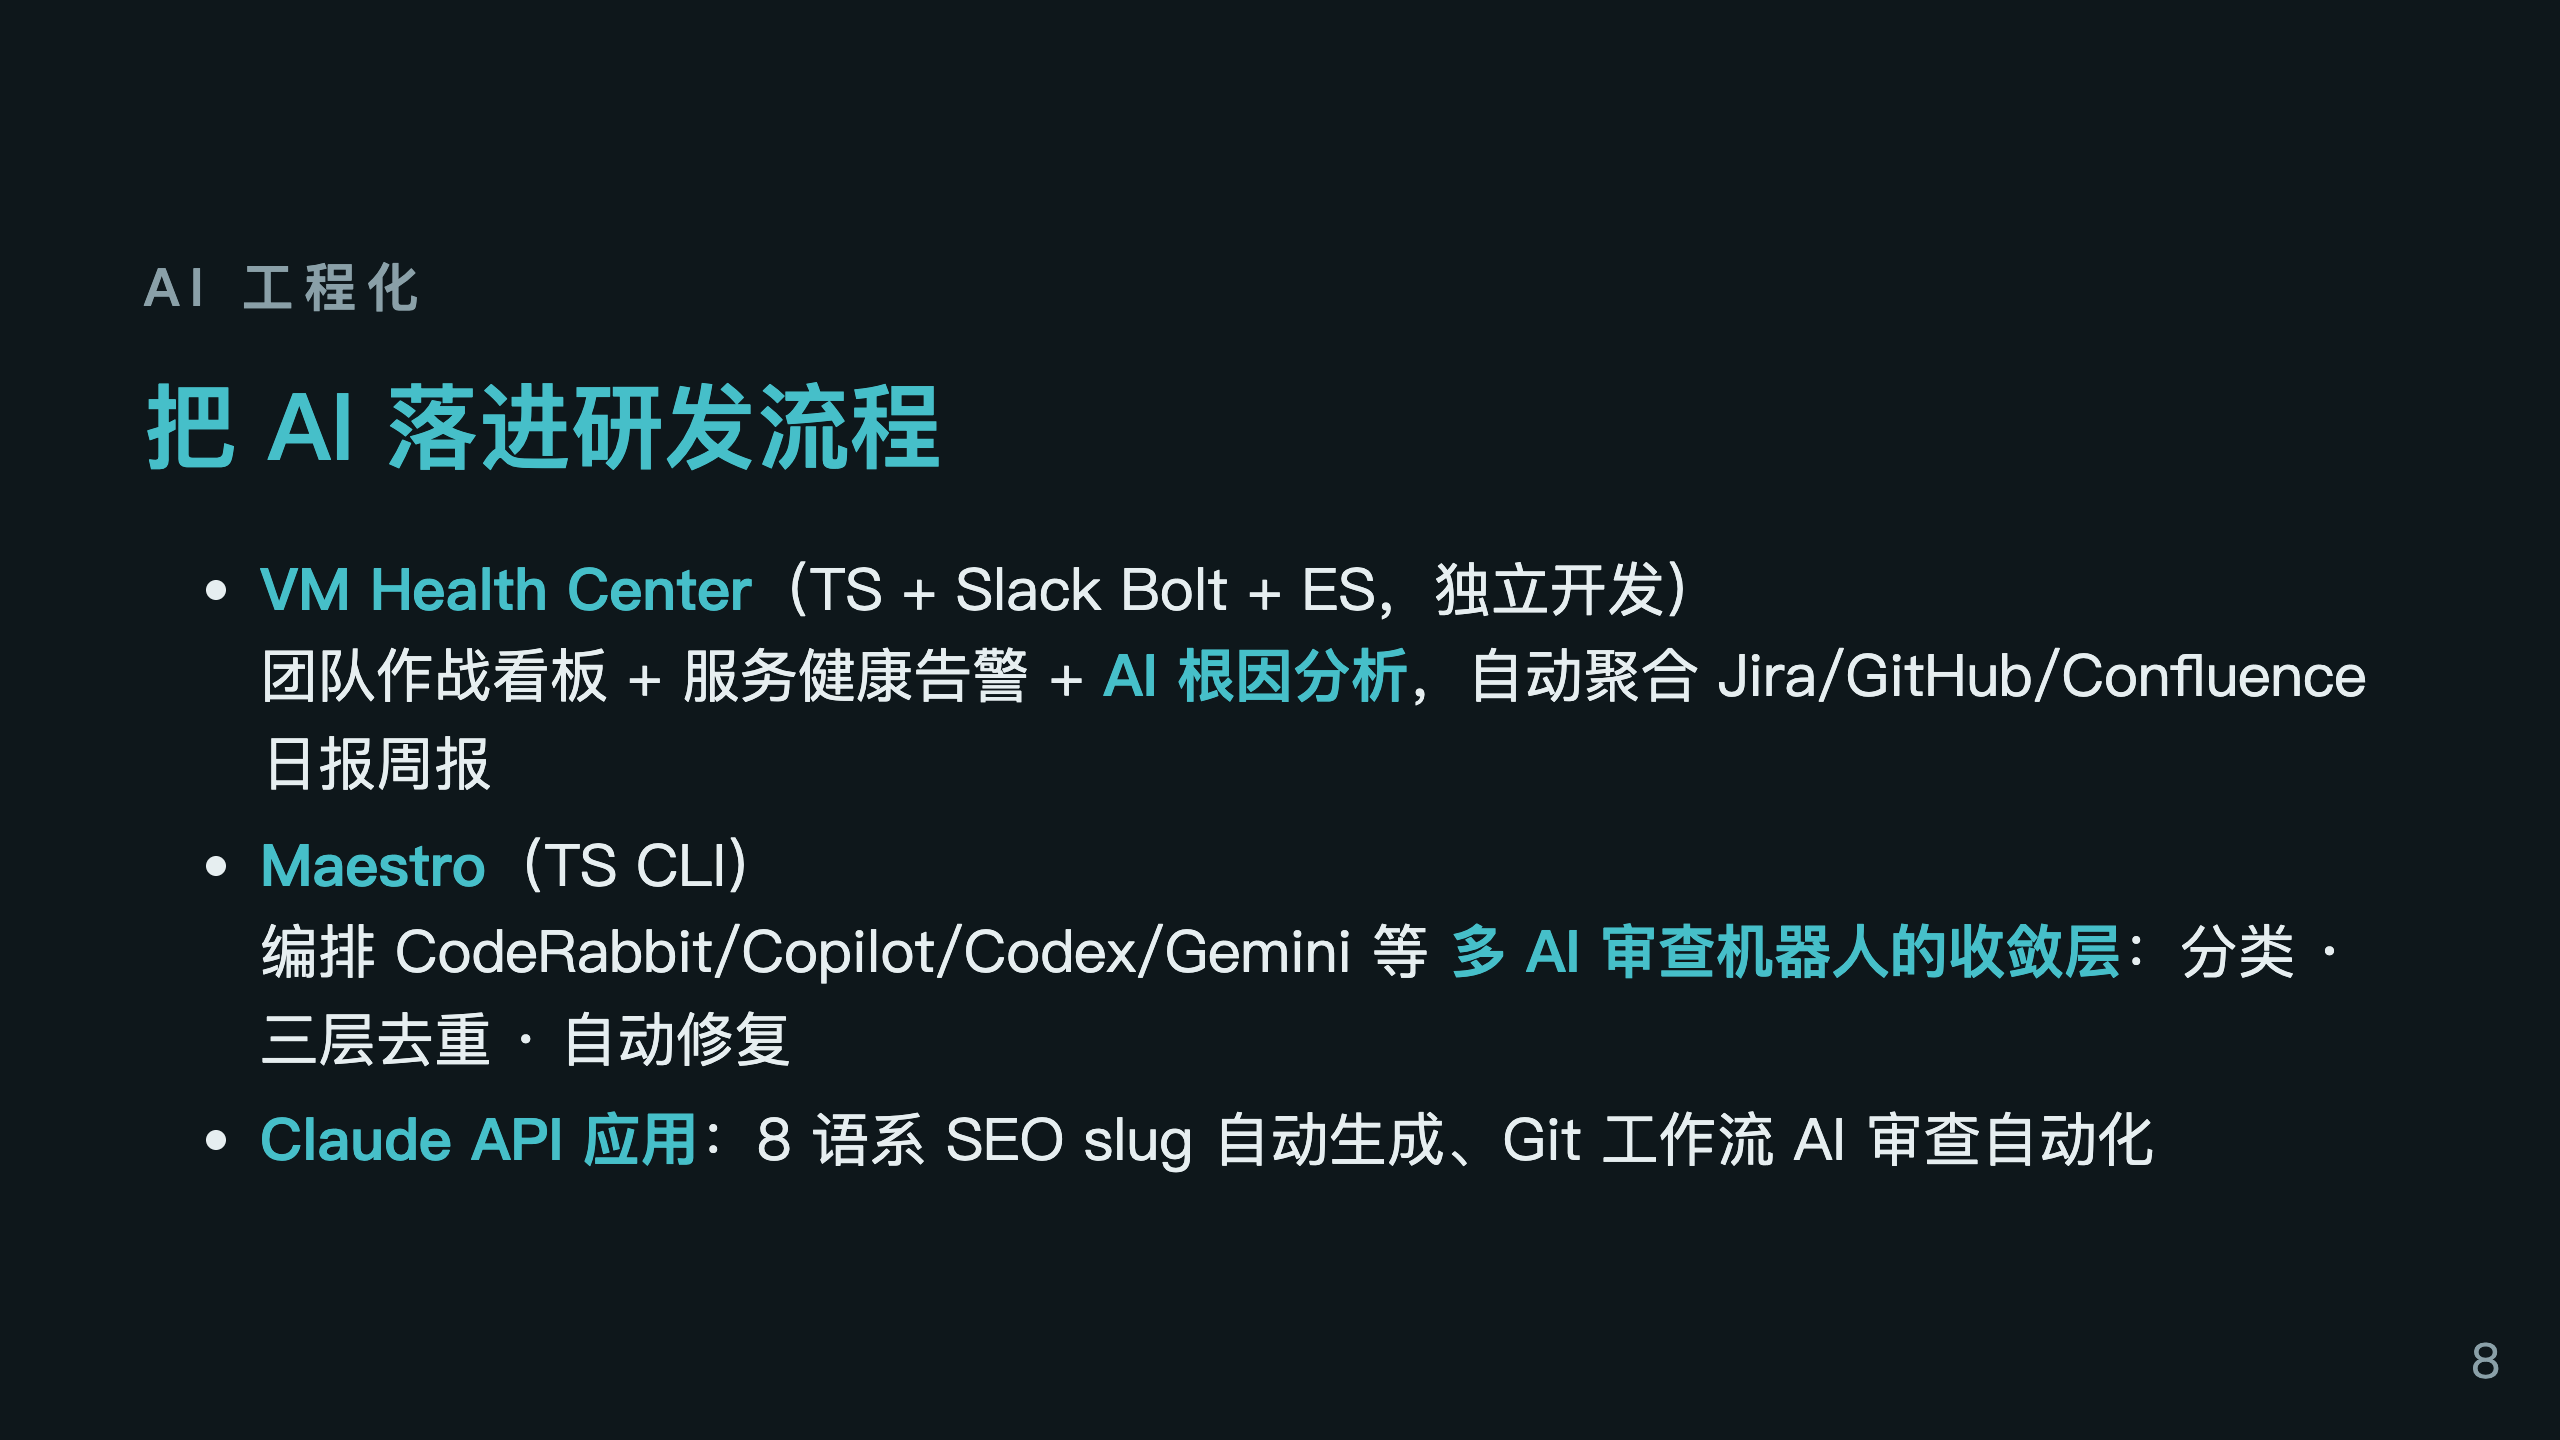 AI 工程化
把 AI 落进研发流程
• VM Health Center（TS + Slack Bolt + ES，独立开发）
团队作战看板 + 服务健康告警 + AI 根因分析，自动聚合 Jira/GitHub/Confluence
日报周报
• Maestro（TS CLI）
编排 CodeRabbit/Copilot/Codex/Gemini 等 多 AI 审查机器人的收敛层：分类 ·
三层去重 · 自动修复
• Claude API 应用：8 语系 SEO slug 自动生成、Git 工作流 AI 审查自动化
8